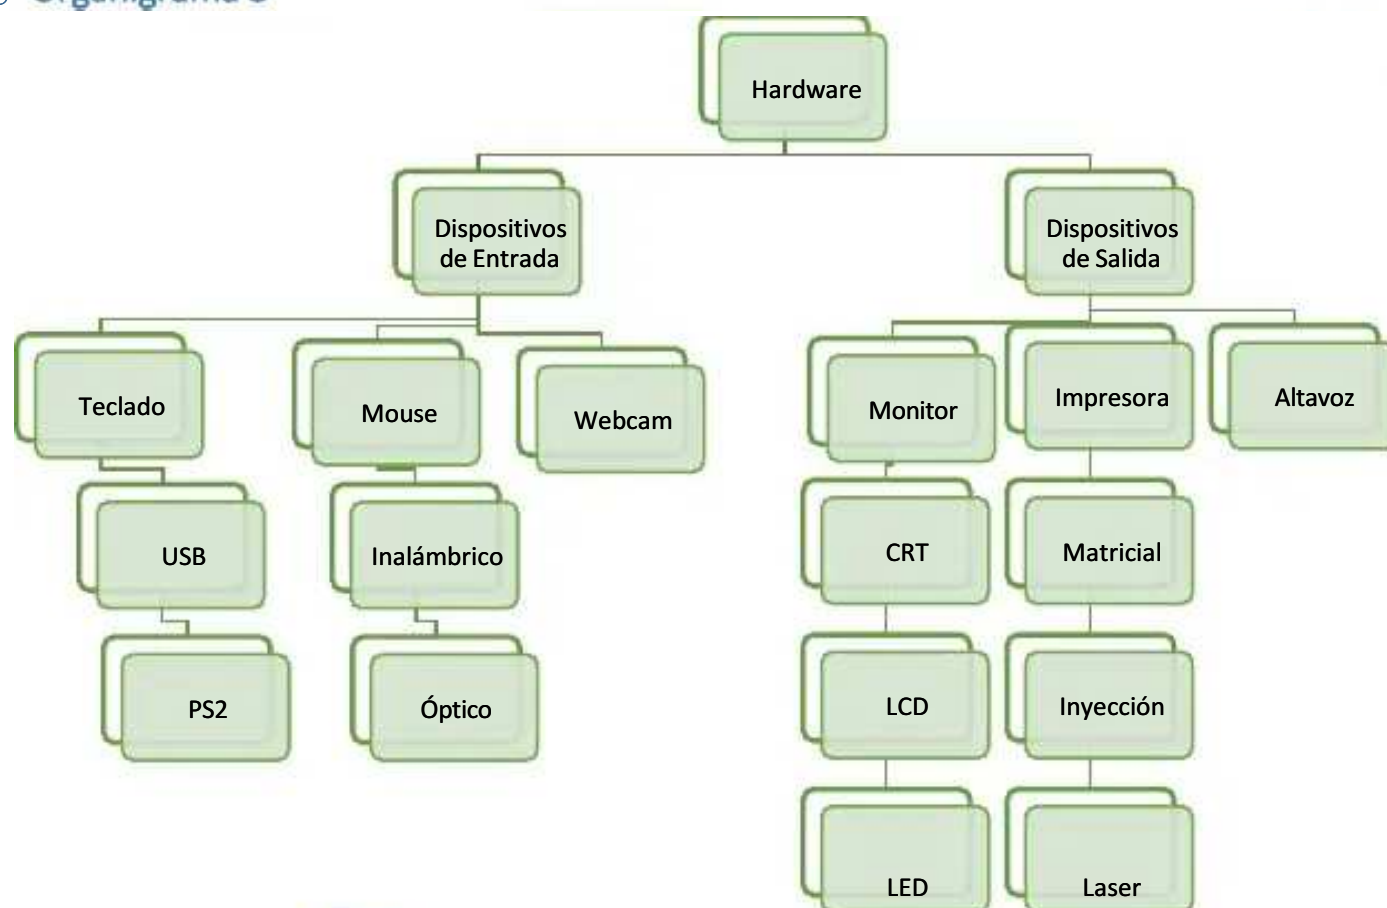 Hardware
Dispositivos
de Entrada
Dispositivos
de Salida
Teclado
Mouse
Webcam
Monitor
Impresora
Altavoz
USB
Inalámbrico
CRT
Matricial
PS2
Óptico
LCD
Inyección
LED
Laser